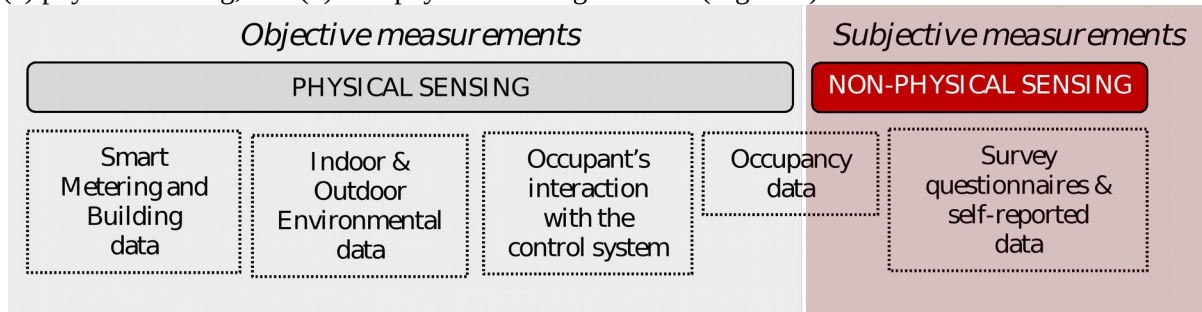 Objective measurements
Subjective measurements
PHYSICAL SENSING
NON-PHYSICAL SENSING
Smart
Metering and
Building
data
Indoor &
Outdoor
Environmental
data
Occupant's
interaction
with the
control system
Occupancy
data
Survey
questionnaires &
self-reported
data